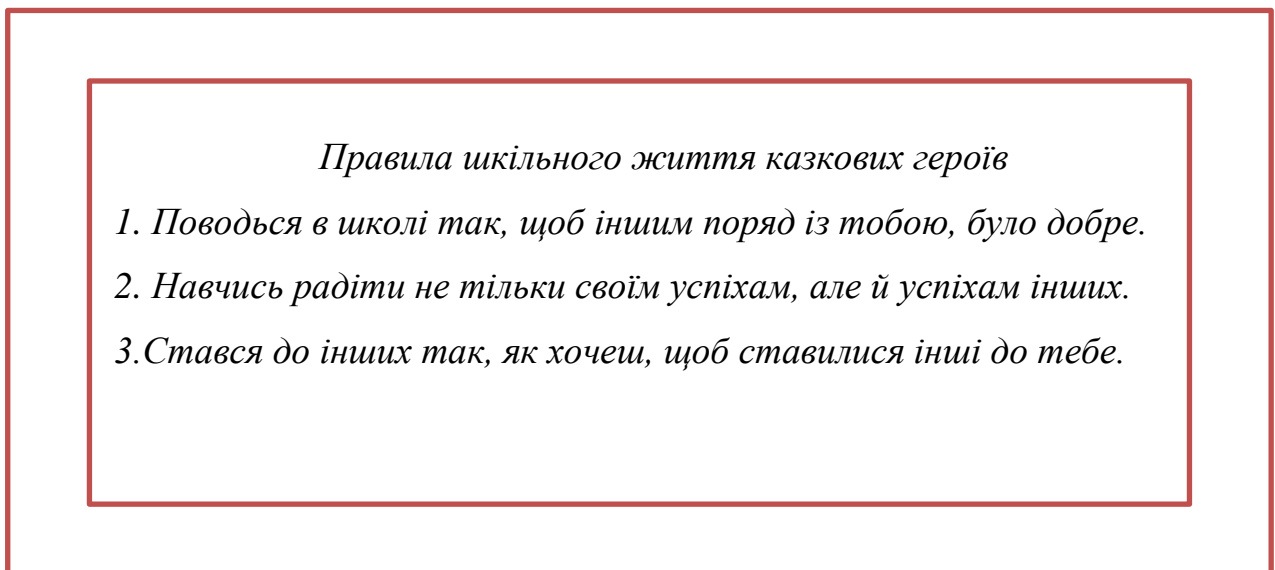 Правила шкільного життя казкових героїв
1. Поводься в школі так, щоб іншим поряд із тобою, було добре.
2. Навчись радіти не тільки своїм успіхам, але й успіхам інших.
3.Стався до інших так, як хочеш, щоб ставилися інші до тебе.